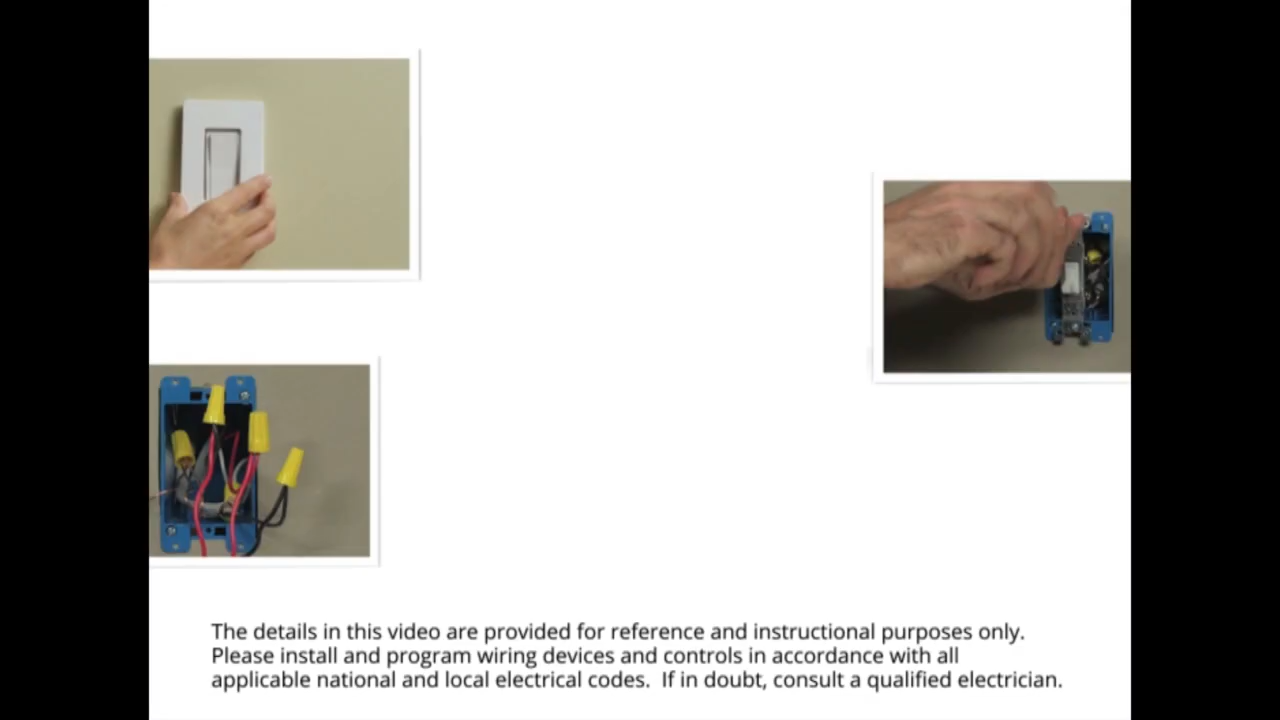 The details in this video are provided for reference and instructional purposes only.
Please install and program wiring devices and controls in accordance with all
applicable national and local electrical codes.  If in doubt, consult a qualified electrician.